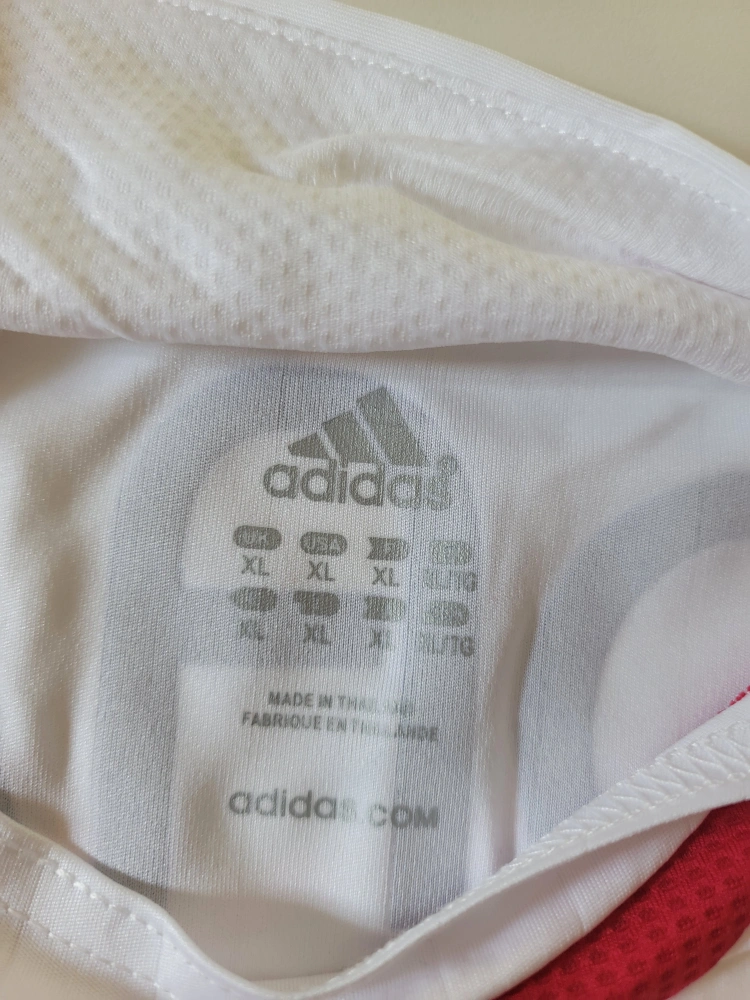 adidas
UK USA F
XL XL XL XL/TG
XL XL XL XL/TG
MADE IN THAILAND
FABRIQUE EN THAILANDE
adidas.COM